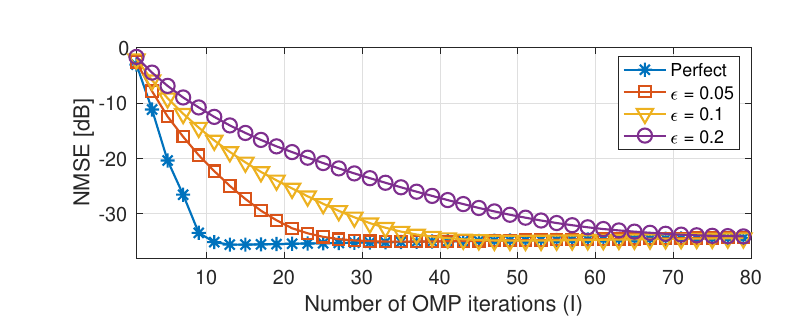 0
-10
-20
-30
NMSE [dB]
Perfect
ϵ = 0.05
ϵ = 0.1
ϵ = 0.2
10 20 30 40 50 60 70 80
Number of OMP iterations (I)